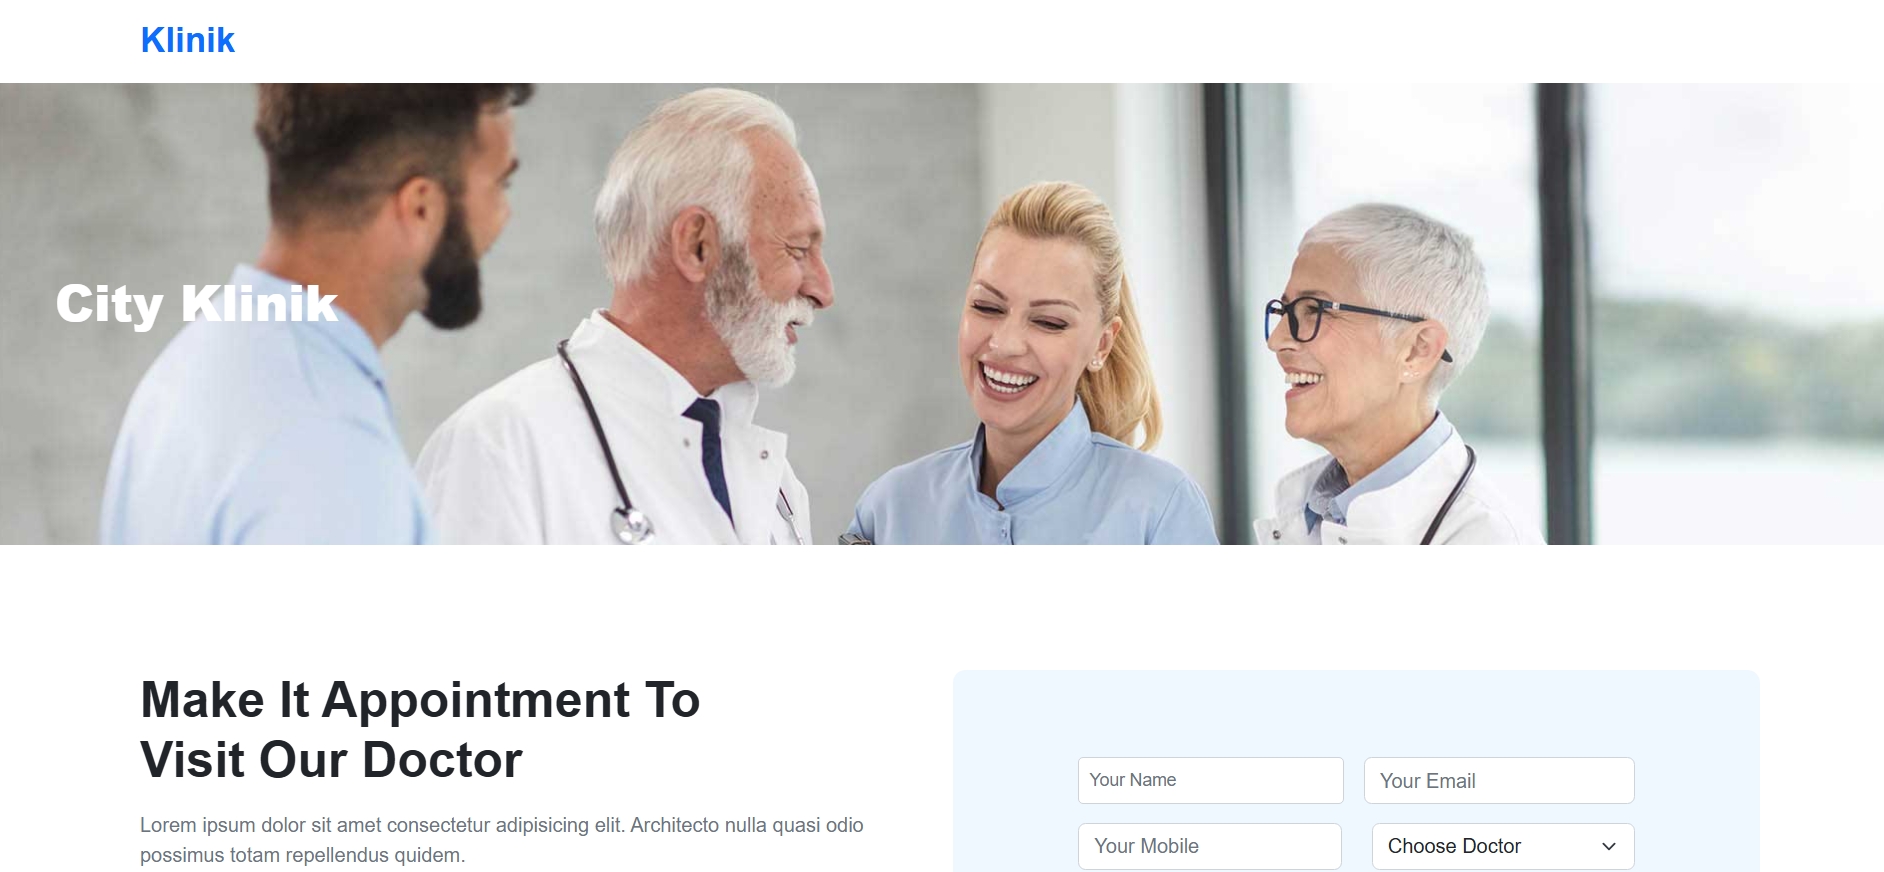 Klinik
City Klinik
Make It Appointment To
Visit Our Doctor
Lorem ipsum dolor sit amet consectetur adipisicing elit. Architecto nulla quasi odio
possimus totam repellendus quidem.
Your Name
Your Email
Your Mobile
Choose Doctor